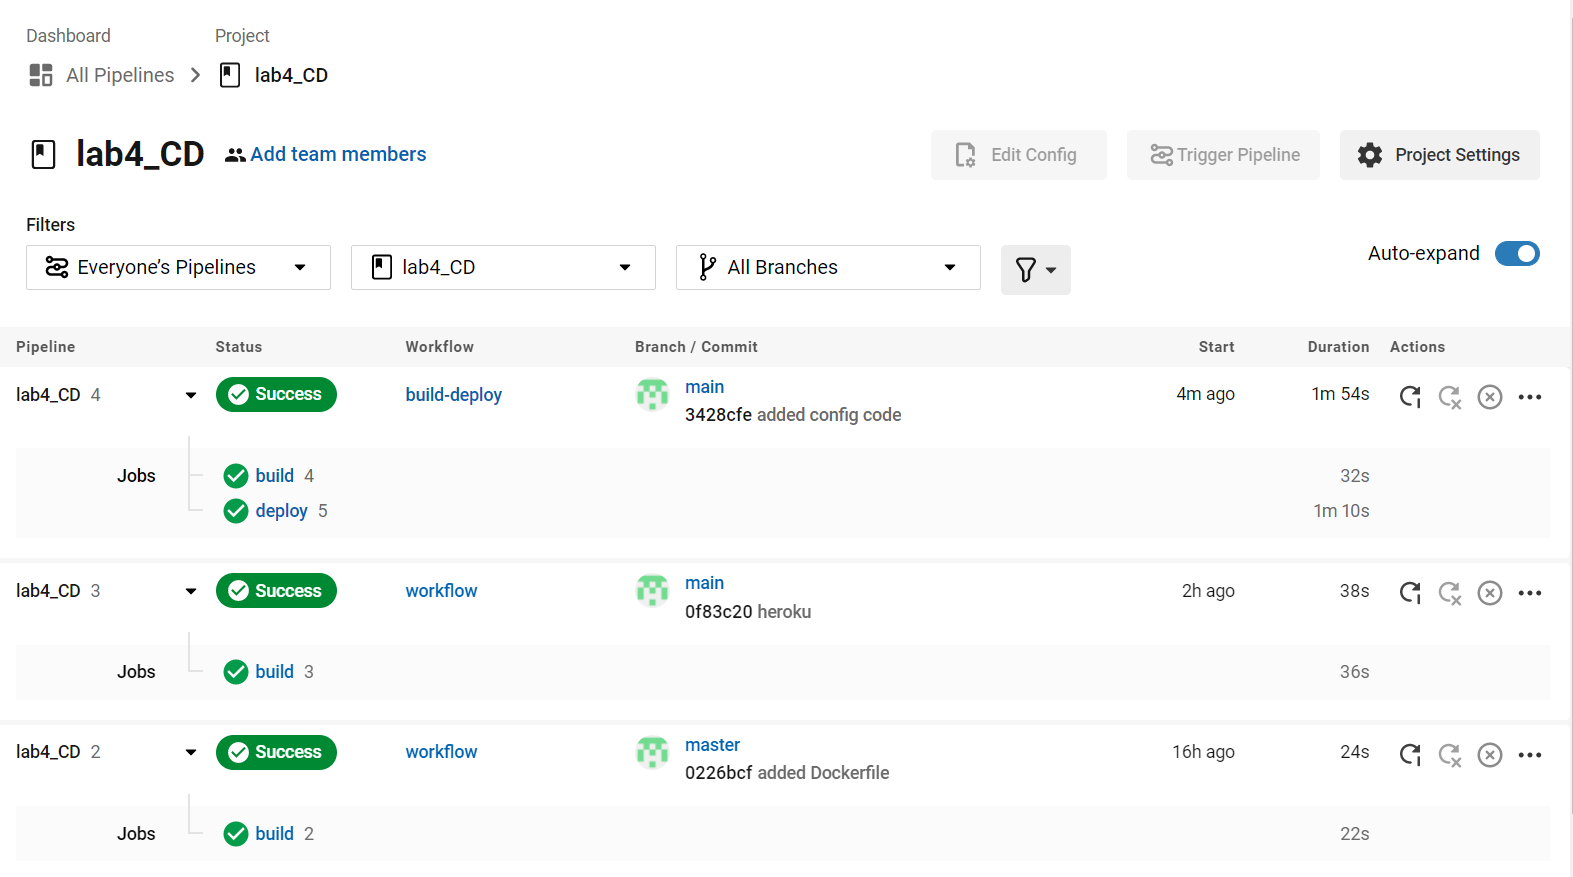 Dashboard Project
All Pipelines lab4_CD
lab4_CD Add team members Edit Config Trigger Pipeline Project Settings
Filters
Everyone’s Pipelines lab4_CD All Branches Auto-expand
Pipeline Status Workflow Branch / Commit Start Duration Actions
lab4_CD 4 Success build-deploy main 4m ago 1m 54s
3428cfe added config code
Jobs build 4 32s
deploy 5 1m 10s
lab4_CD 3 Success workflow main 2h ago 38s
0f83c20 heroku
Jobs build 3 36s
lab4_CD 2 Success workflow master 16h ago 24s
0226bcf added Dockerfile
Jobs build 2 22s